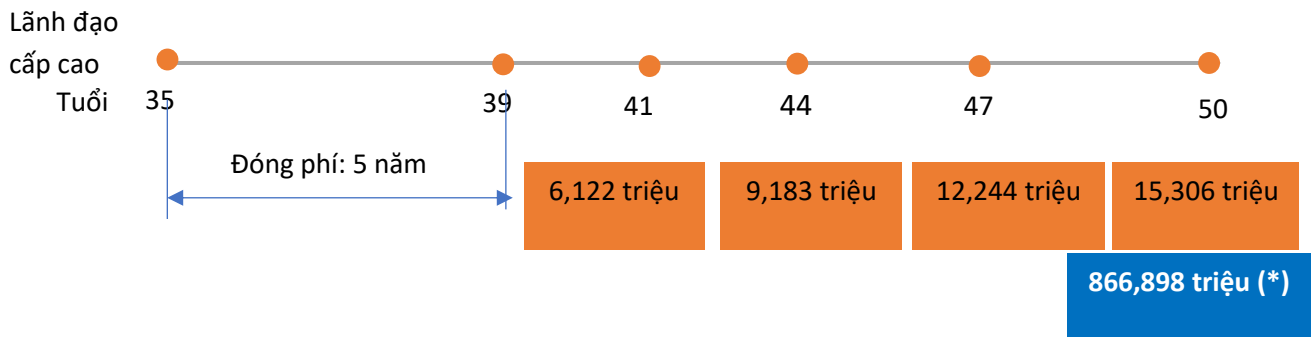 Lãnh đạo
cấp cao
Tuổi 35 39 41 44 47 50
Đóng phí: 5 năm
6,122 triệu 9,183 triệu 12,244 triệu 15,306 triệu
866,898 triệu (*)